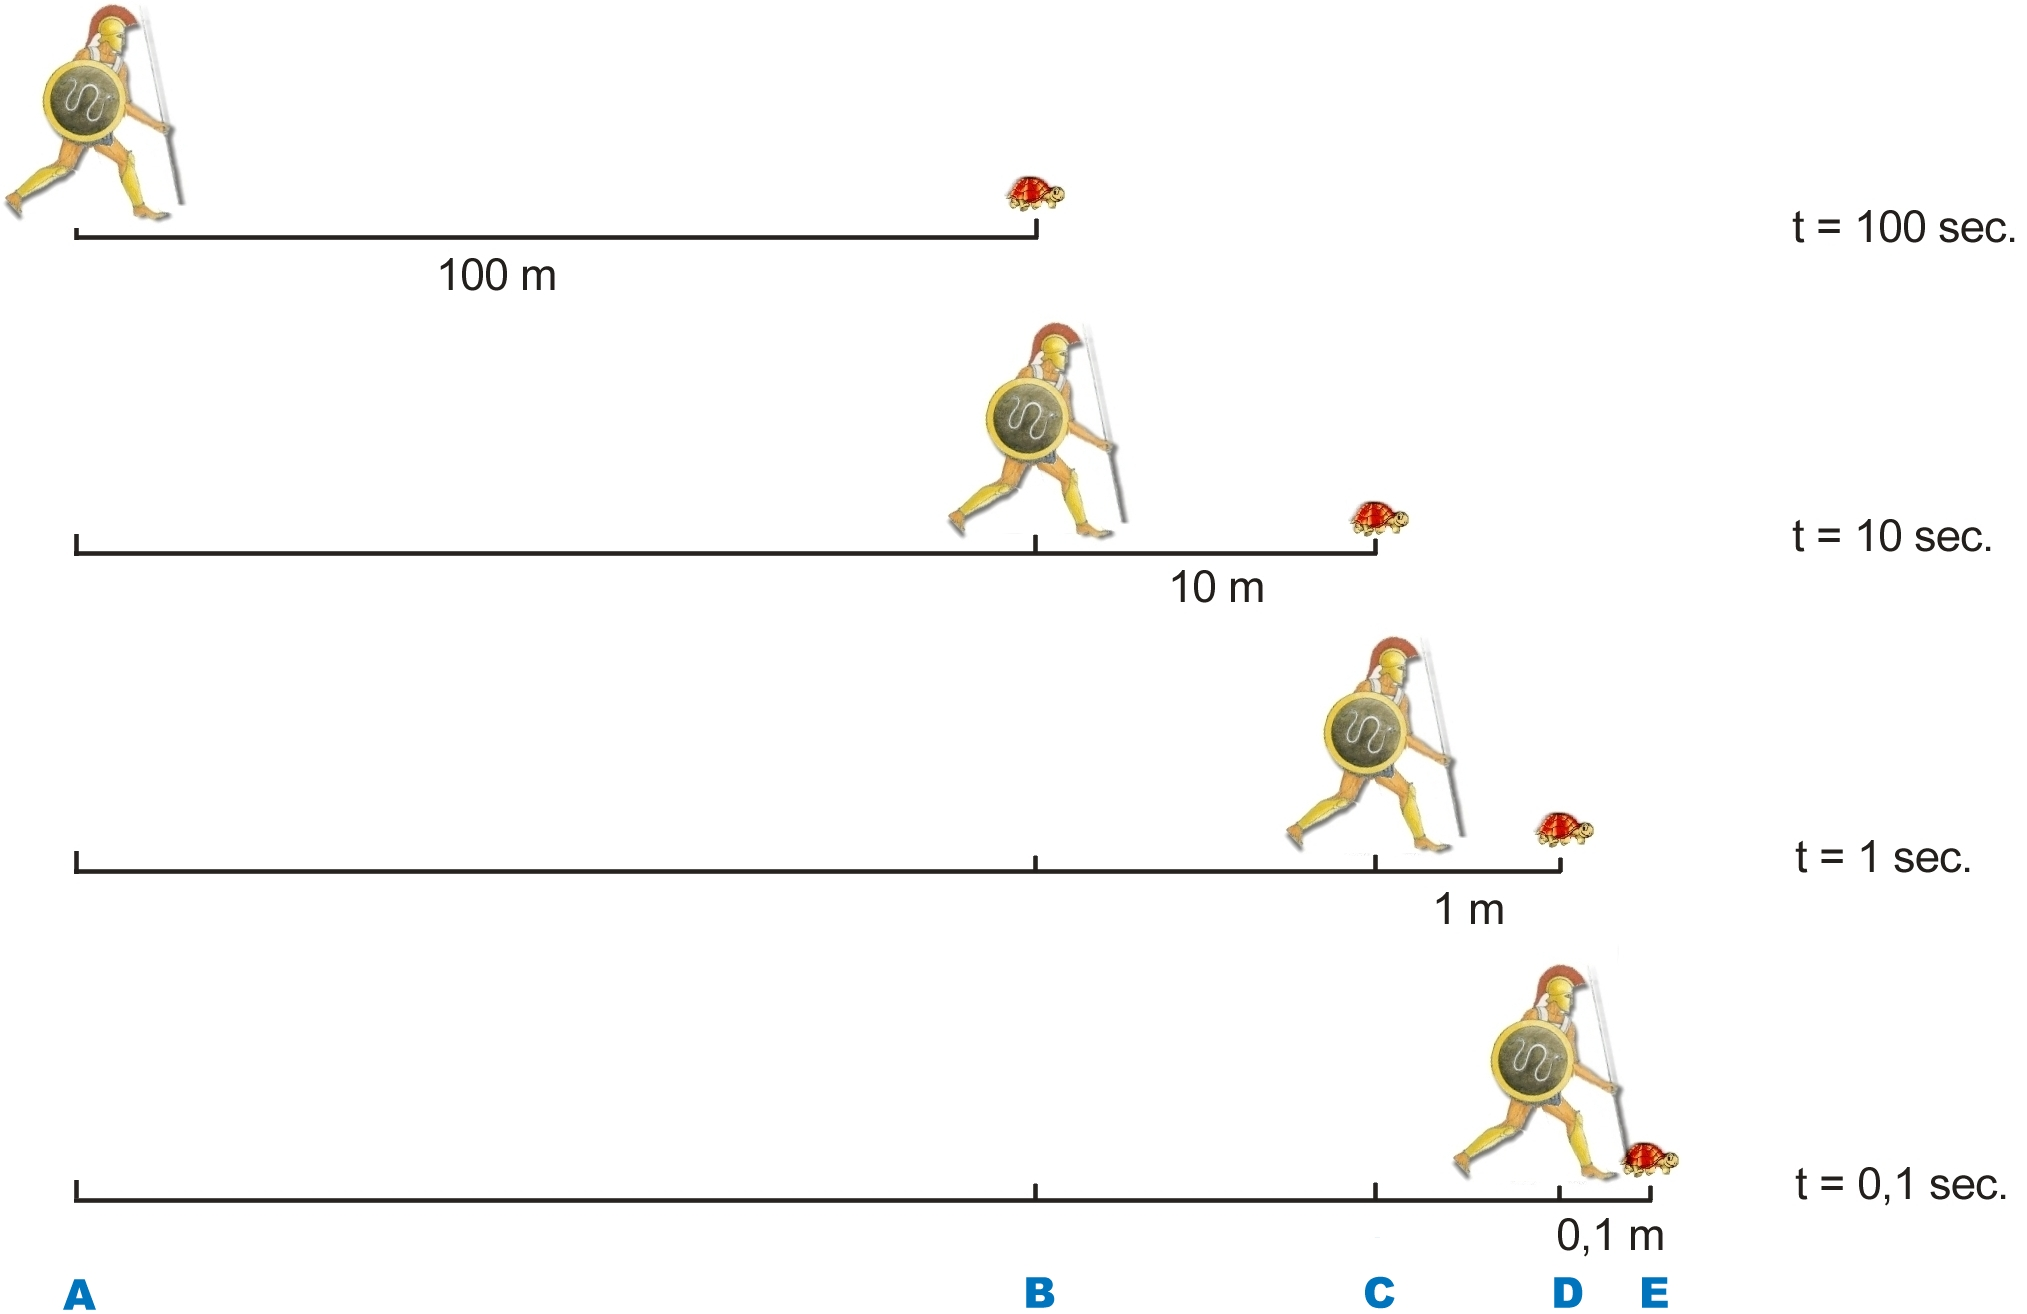 t = 100 sec.
100 m
t = 10 sec.
10 m
t = 1 sec.
1 m
t = 0,1 sec.
0,1 m
A B C D E